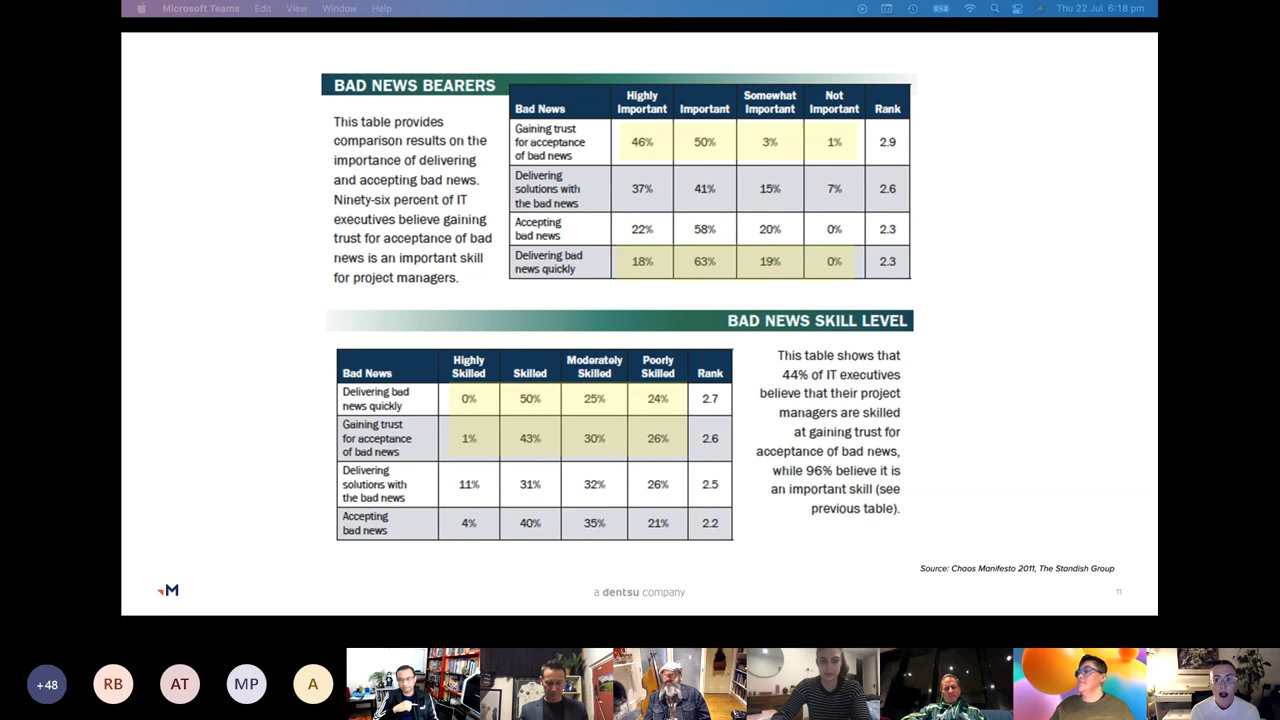 Microsoft Teams Edit View Window Help Thu 22 Jul 6:18 pm
BAD NEWS BEARERS
This table provides
comparison results on the
importance of delivering
and accepting bad news.
Ninety-six percent of IT
executives believe gaining
trust for acceptance of bad
news is an important skill
for project managers.
Bad News Highly Important Important Somewhat Important Not Important Rank
Gaining trust
for acceptance
of bad news
46% 50% 3% 1% 2.9
Delivering
solutions with
the bad news
37% 41% 15% 7% 2.6
Accepting
bad news
22% 58% 20% 0% 2.3
Delivering bad
news quickly
18% 63% 19% 0% 2.3
BAD NEWS SKILL LEVEL
Bad News Highly Skilled Skilled Moderately Skilled Poorly Skilled Rank
Delivering bad
news quickly
0% 50% 25% 24% 2.7
Gaining trust
for acceptance
of bad news
1% 43% 30% 26% 2.6
Delivering
solutions with
the bad news
11% 31% 32% 26% 2.5
Accepting
bad news
4% 40% 35% 21% 2.2
This table shows that
44% of IT executives
believe that their project
managers are skilled
at gaining trust for
acceptance of bad news,
while 96% believe it is
an important skill (see
previous table).
Source: Chaos Manifesto 2011, The Standish Group
M
a dentsu company
11
+48 RB AT MP A